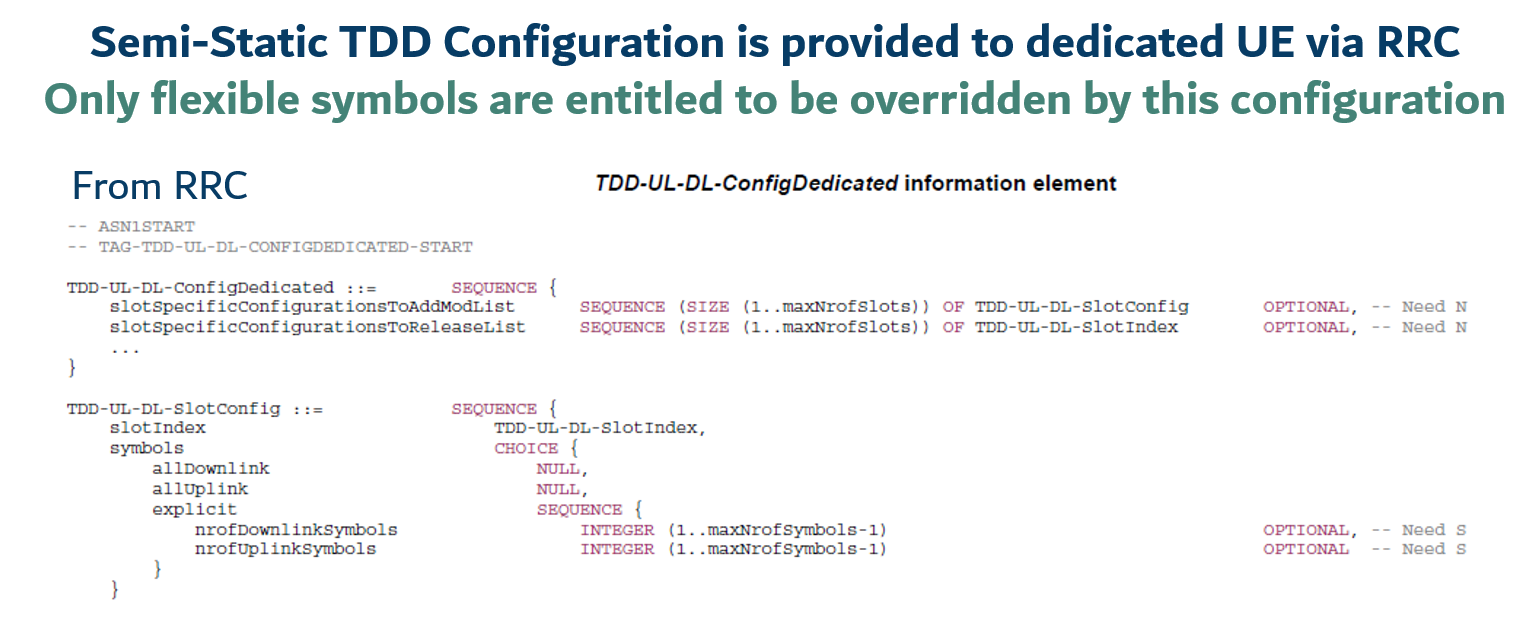 Semi-Static TDD Configuration is provided to dedicated UE via RRC
Only flexible symbols are entitled to be overridden by this configuration
From RRC
TDD-UL-DL-ConfigDedicated information element
-- ASN1START
-- TAG-TDD-UL-DL-CONFIGDEDICATED-START
TDD-UL-DL-ConfigDedicated ::= SEQUENCE {
slotSpecificConfigurationsToAddModList SEQUENCE (SIZE (1..maxNrofSlots)) OF TDD-UL-DL-SlotConfig OPTIONAL, -- Need N
slotSpecificConfigurationsToReleaseList SEQUENCE (SIZE (1..maxNrofSlots)) OF TDD-UL-DL-SlotIndex OPTIONAL, -- Need N
...
}
TDD-UL-DL-SlotConfig ::= SEQUENCE {
slotIndex TDD-UL-DL-SlotIndex,
symbols CHOICE {
allDownlink NULL,
allUplink NULL,
explicit SEQUENCE {
nrofDownlinkSymbols INTEGER (1..maxNrofSymbols-1) OPTIONAL, -- Need S
nrofUplinkSymbols INTEGER (1..maxNrofSymbols-1) OPTIONAL -- Need S
}
}